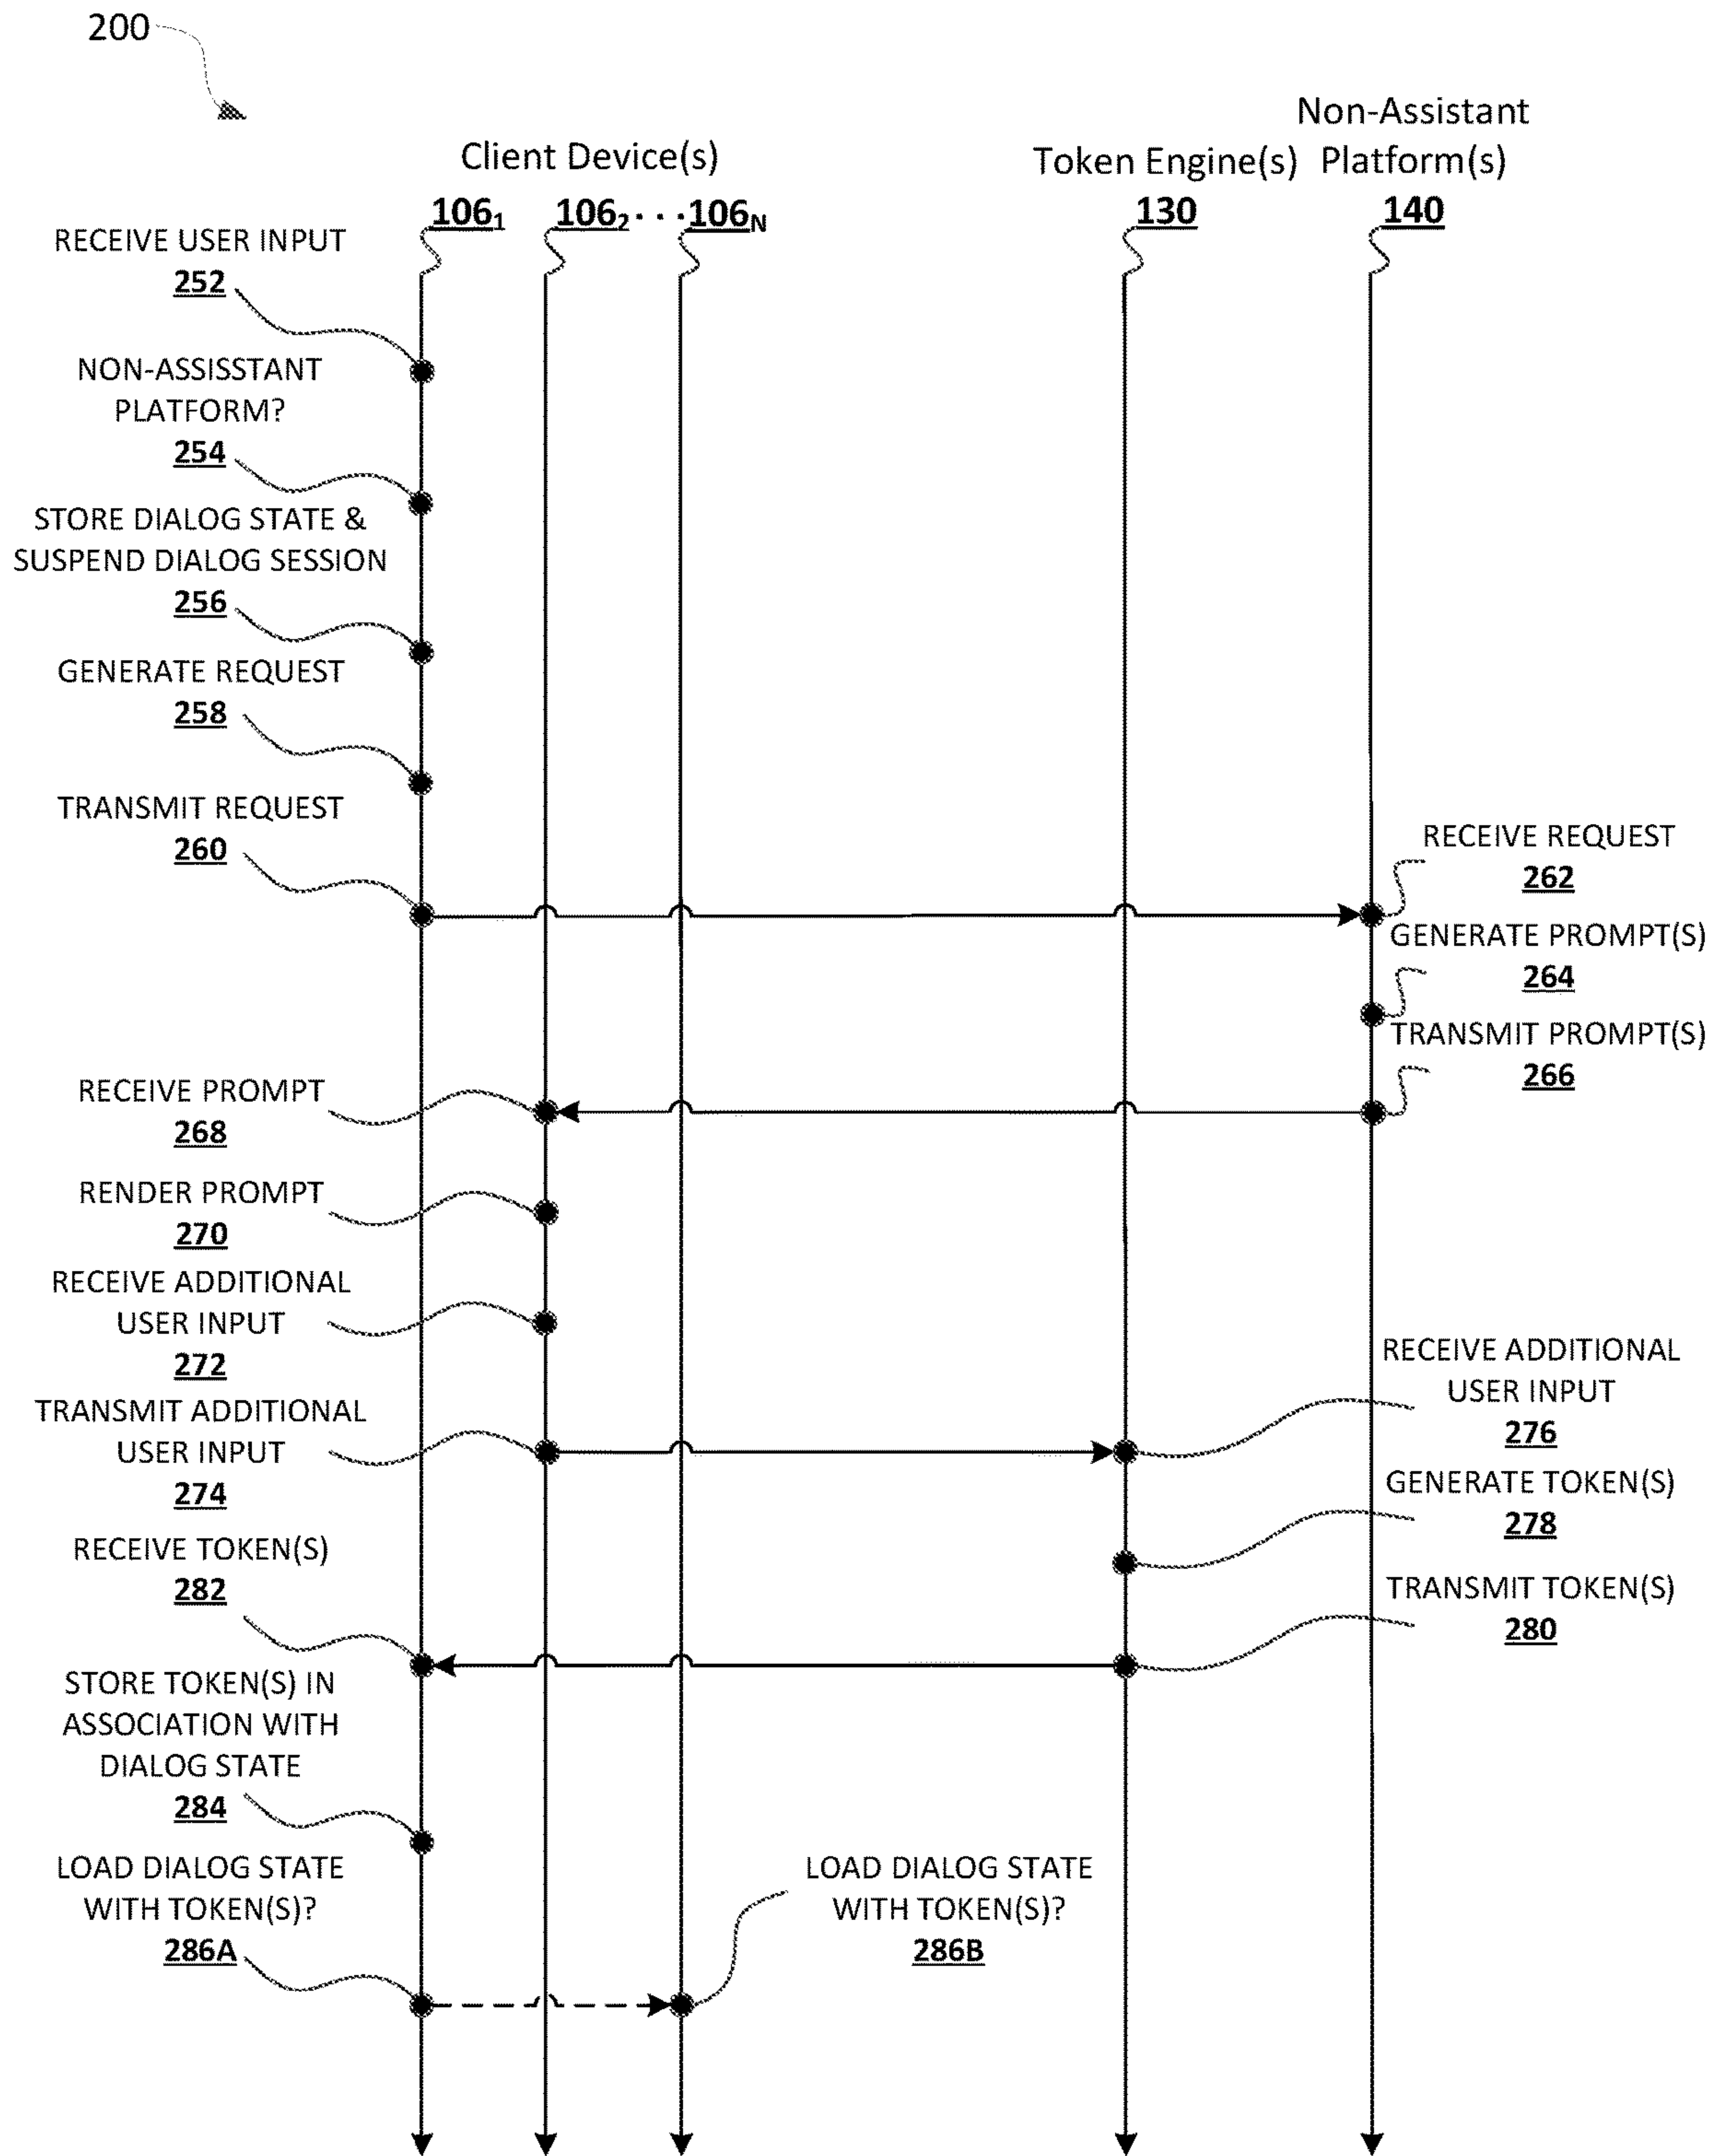 200
Client Device(s)
Token Engine(s)
Non-Assistant
Platform(s)
106₁
106₂ · · · 106N
130
140
RECEIVE USER INPUT
252
NON-ASSISSTANT
PLATFORM?
254
STORE DIALOG STATE &
SUSPEND DIALOG SESSION
256
GENERATE REQUEST
258
TRANSMIT REQUEST
260
RECEIVE REQUEST
262
GENERATE PROMPT(S)
264
TRANSMIT PROMPT(S)
266
RECEIVE PROMPT
268
RENDER PROMPT
270
RECEIVE ADDITIONAL
USER INPUT
272
TRANSMIT ADDITIONAL
USER INPUT
274
RECEIVE ADDITIONAL
USER INPUT
276
GENERATE TOKEN(S)
278
TRANSMIT TOKEN(S)
280
RECEIVE TOKEN(S)
282
STORE TOKEN(S) IN
ASSOCIATION WITH
DIALOG STATE
284
LOAD DIALOG STATE
WITH TOKEN(S)?
286A
LOAD DIALOG STATE
WITH TOKEN(S)?
286B